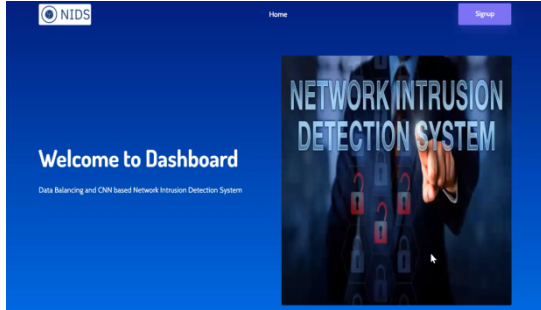 NIDS
Home
Signup
NETWORK INTRUSION
DETECTION SYSTEM
Welcome to Dashboard
Data Balancing and CNN based Network Intrusion Detection System